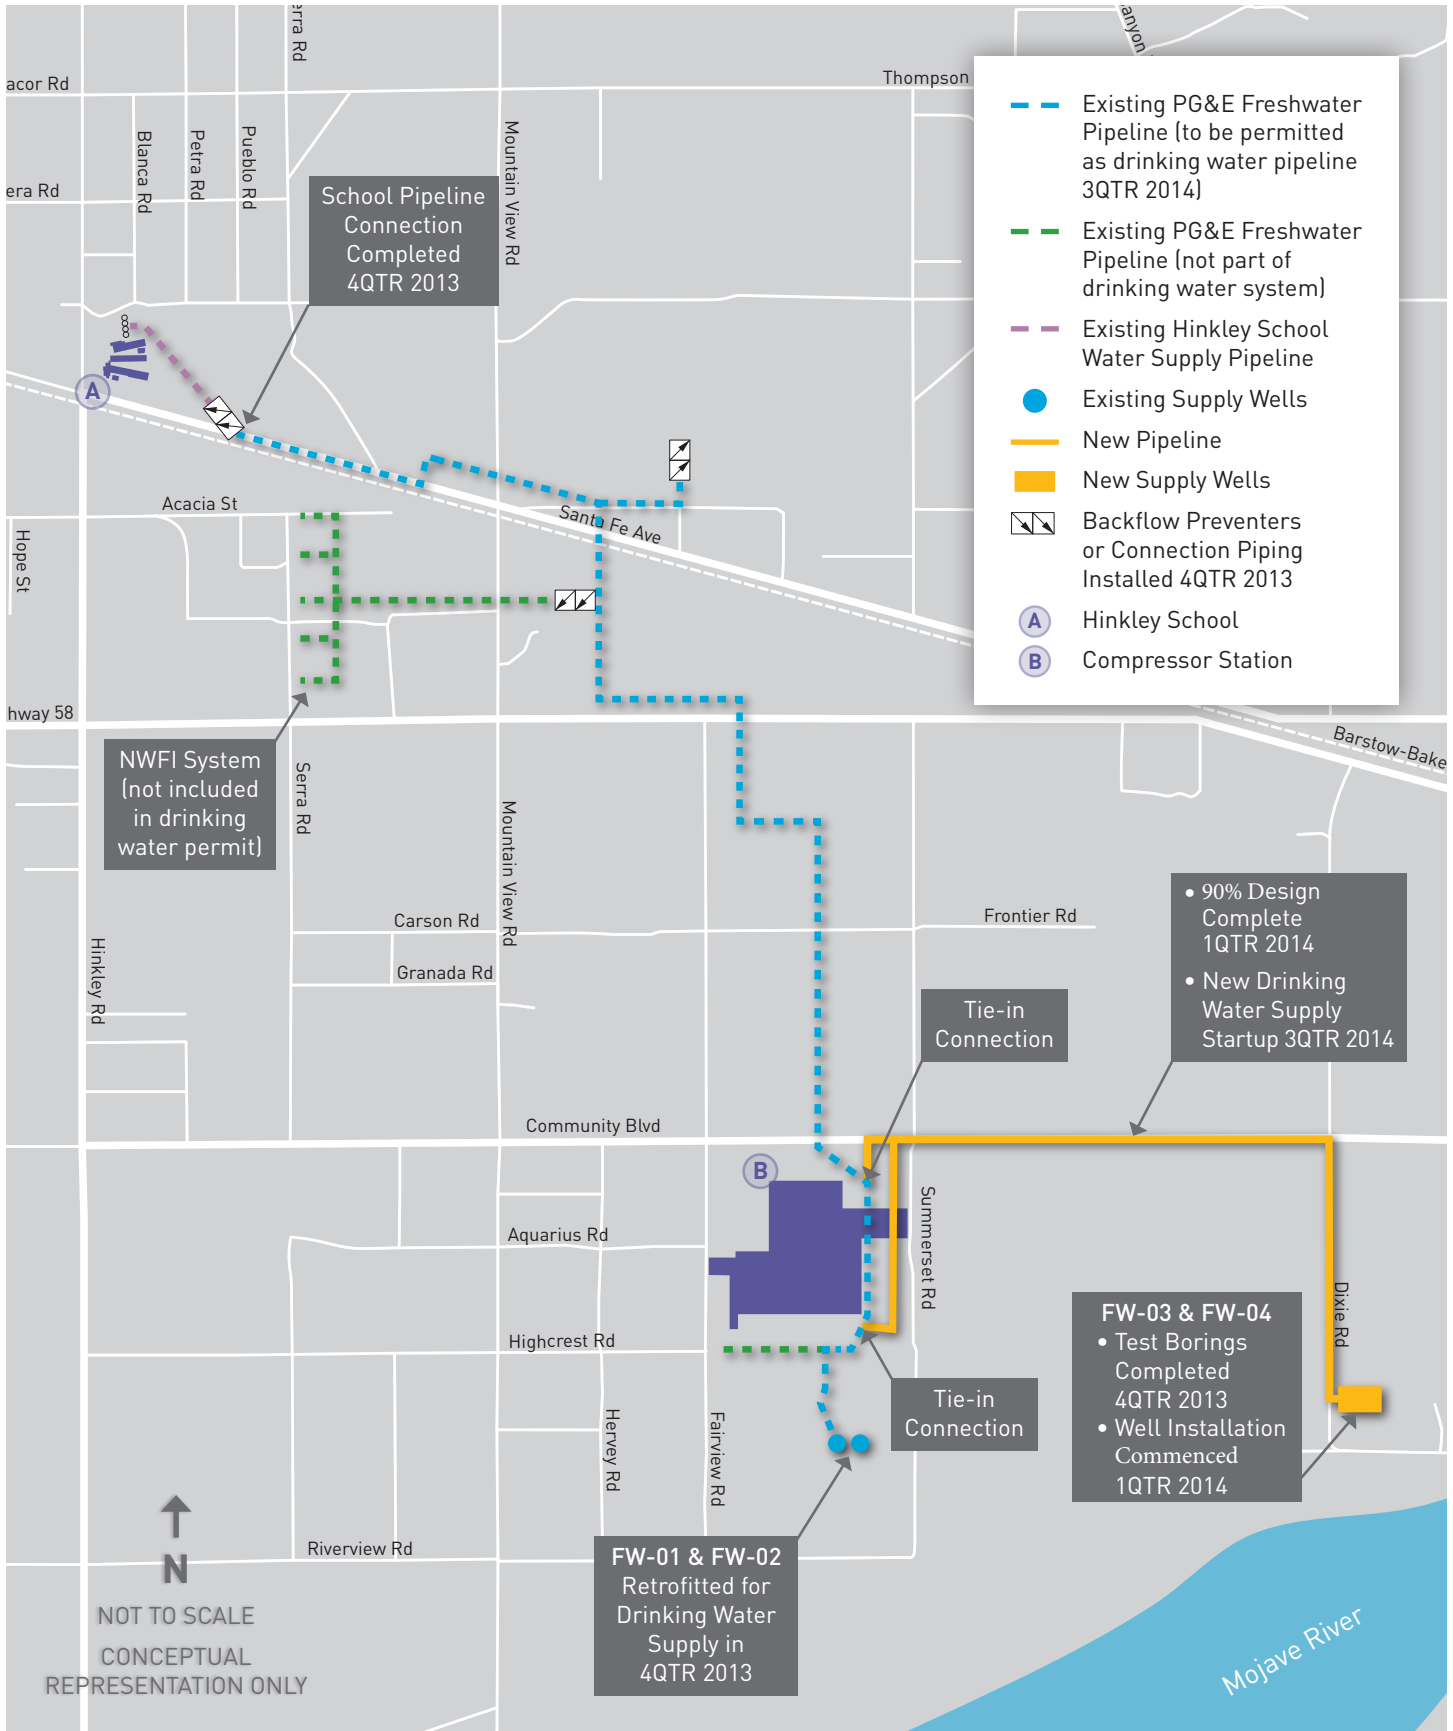 erra Rd
anyon
acor Rd
Thompson
Blanca Rd
Petra Rd
Pueblo Rd
Mountain View Rd
era Rd
School Pipeline
Connection
Completed
4QTR 2013
Existing PG&E Freshwater
Pipeline (to be permitted
as drinking water pipeline
3QTR 2014)
Existing PG&E Freshwater
Pipeline (not part of
drinking water system)
Existing Hinkley School
Water Supply Pipeline
Existing Supply Wells
New Pipeline
New Supply Wells
Backflow Preventers
or Connection Piping
Installed 4QTR 2013
A
Hinkley School
B
Compressor Station
A
Acacia St
Santa Fe Ave
Hope St
hway 58
Barstow-Bake
NWFI System
(not included
in drinking
water permit)
Serra Rd
Mountain View Rd
Carson Rd
Frontier Rd
Granada Rd
Hinkley Rd
• 90% Design
Complete
1QTR 2014
• New Drinking
Water Supply
Startup 3QTR 2014
Tie-in
Connection
Community Blvd
B
Summerset Rd
Aquarius Rd
Highcrest Rd
Dixie Rd
FW-03 & FW-04
• Test Borings
Completed
4QTR 2013
• Well Installation
Commenced
1QTR 2014
Tie-in
Connection
Hervey Rd
Fairview Rd
Riverview Rd
FW-01 & FW-02
Retrofitted for
Drinking Water
Supply in
4QTR 2013
N
NOT TO SCALE
CONCEPTUAL
REPRESENTATION ONLY
Mojave River